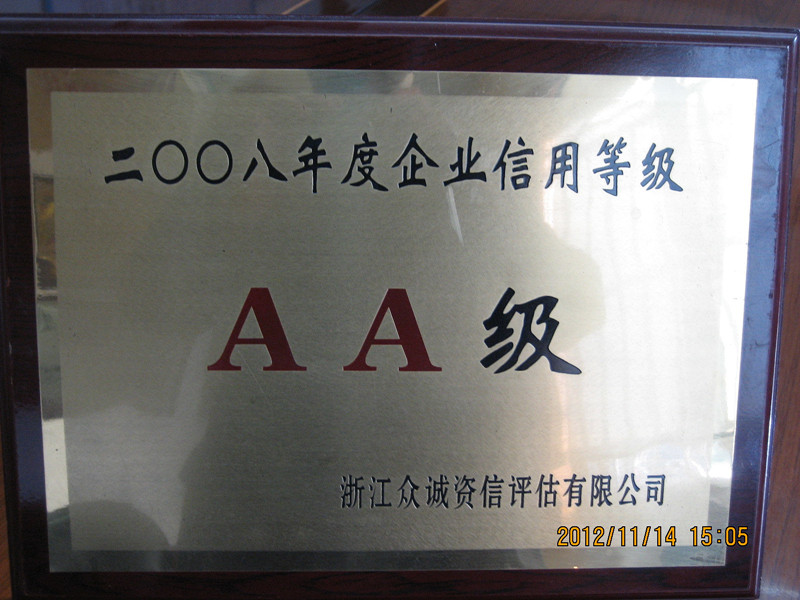 二〇〇八年度企业信用等级
AA级
浙江众诚资信评估有限公司
2012/11/14 15:05